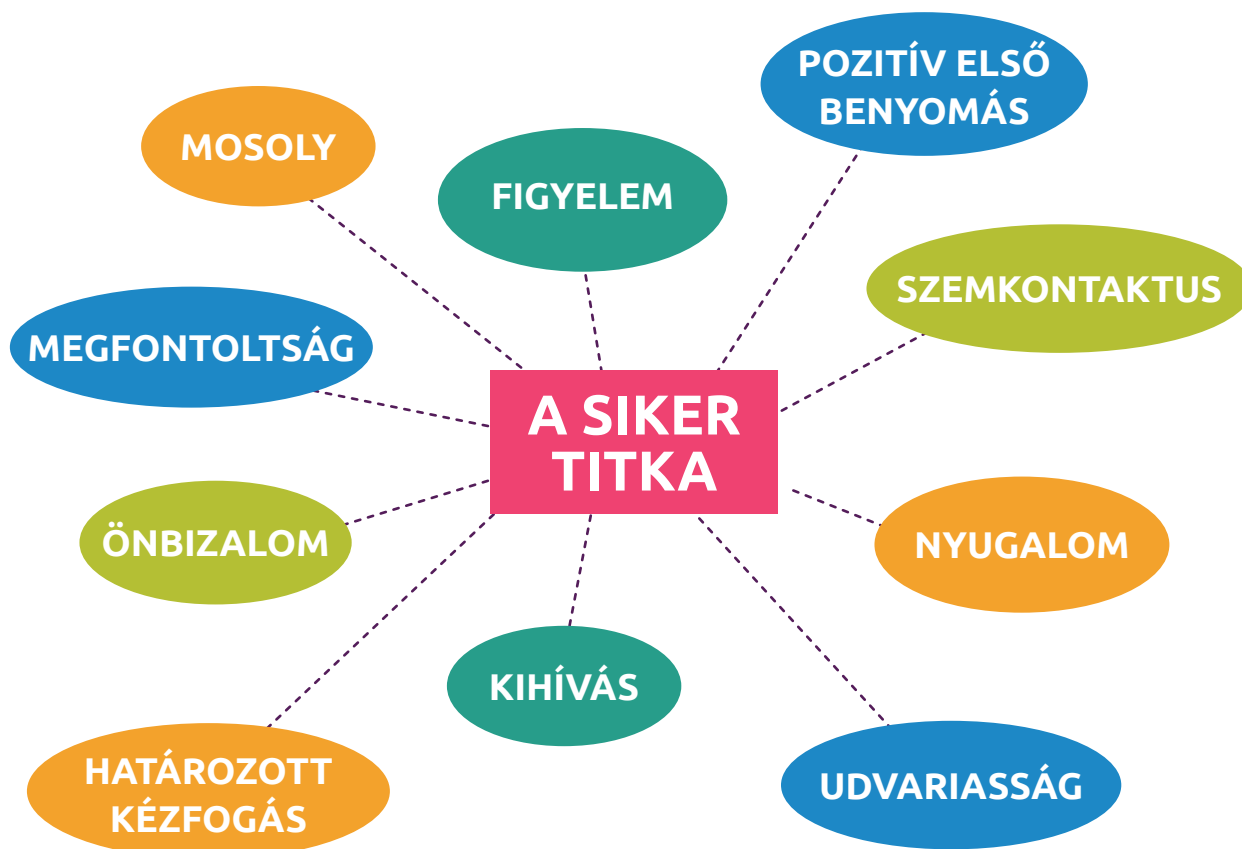 POZITÍV ELSŐ
BENYOMÁS
MOSOLY
FIGYELEM
SZEMKONTAKTUS
MEGFONTOLTSÁG
A SIKER
TITKA
ÖNBIZALOM
NYUGALOM
KIHÍVÁS
HATÁROZOTT
KÉZFOGÁS
UDVARIASSÁG